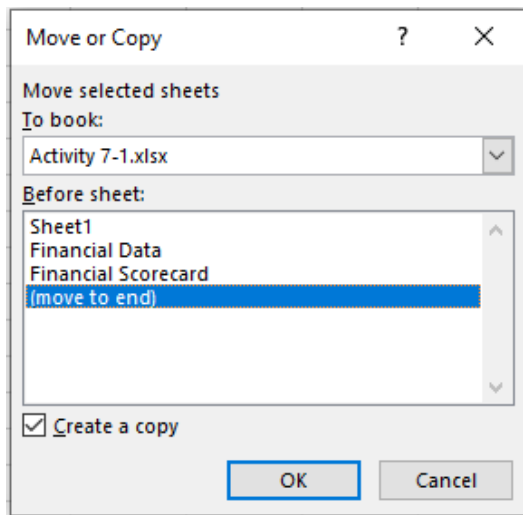 Move or Copy ?
Move selected sheets
To book:
Activity 7-1.xlsx
Before sheet:
Sheet1
Financial Data
Financial Scorecard
(move to end)
Create a copy
OK Cancel